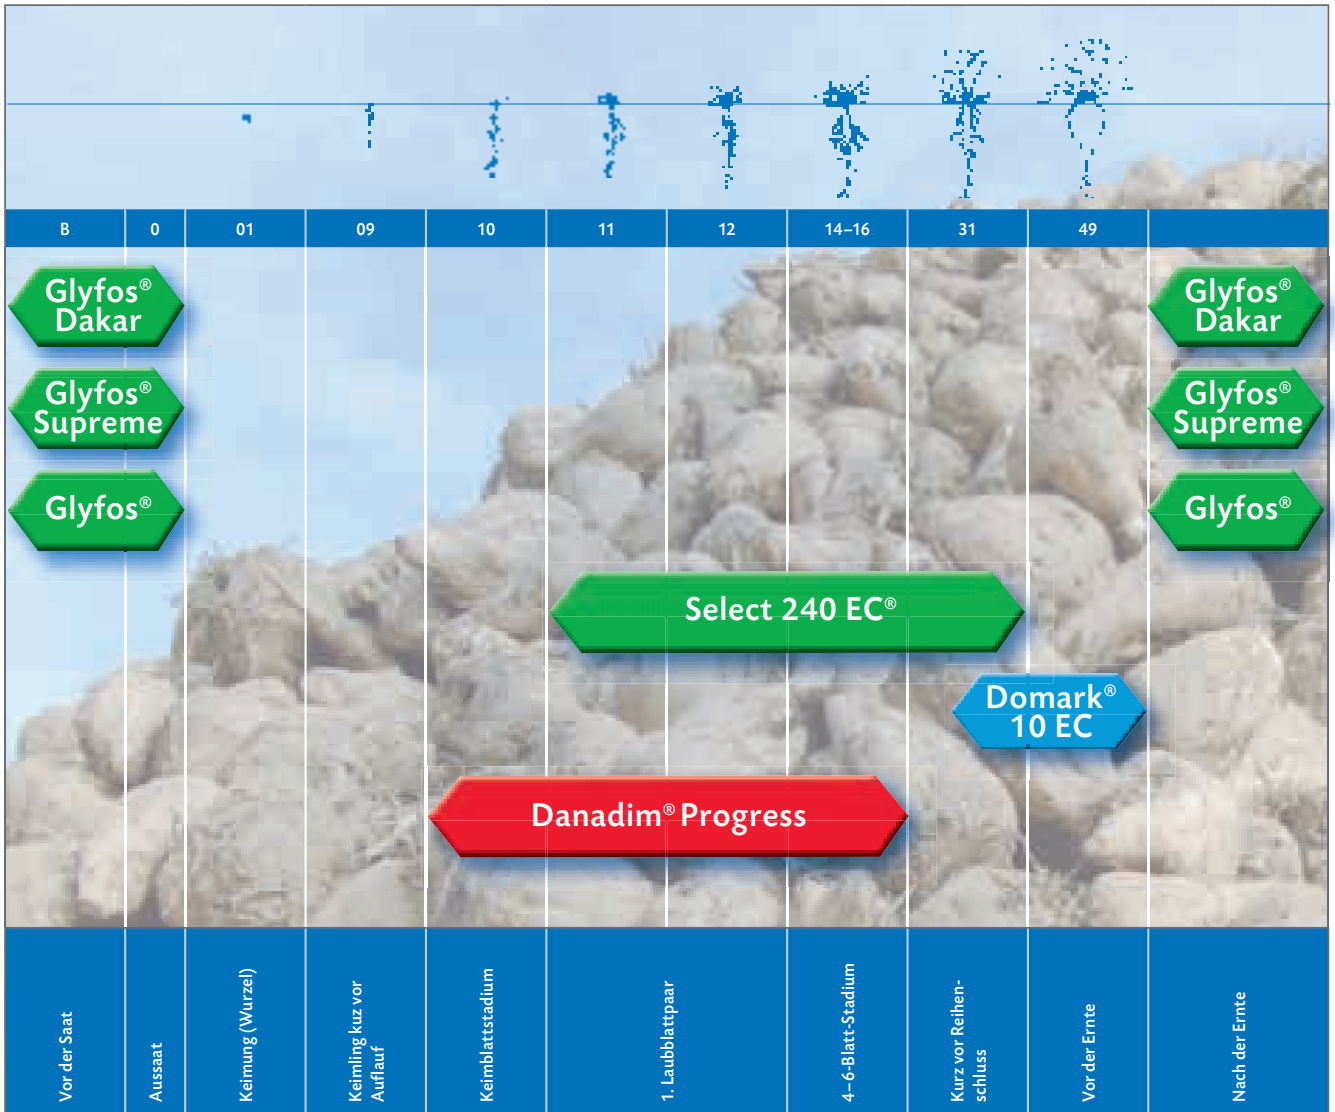 B 0 01 09 10 11 12 14–16 31 49
Glyfos®
Dakar
Glyfos®
Dakar
Glyfos®
Supreme
Glyfos®
Supreme
Glyfos®
Glyfos®
Select 240 EC®
Domark®
10 EC
Danadim® Progress
Vor der Saat
Aussaat
Keimung (Wurzel)
Keimling kuz vor
Auflauf
Keimblattstadium
1. Laubblattpaar
4–6-Blatt-Stadium
Kurz vor Reihen-
schluss
Vor der Ernte
Nach der Ernte